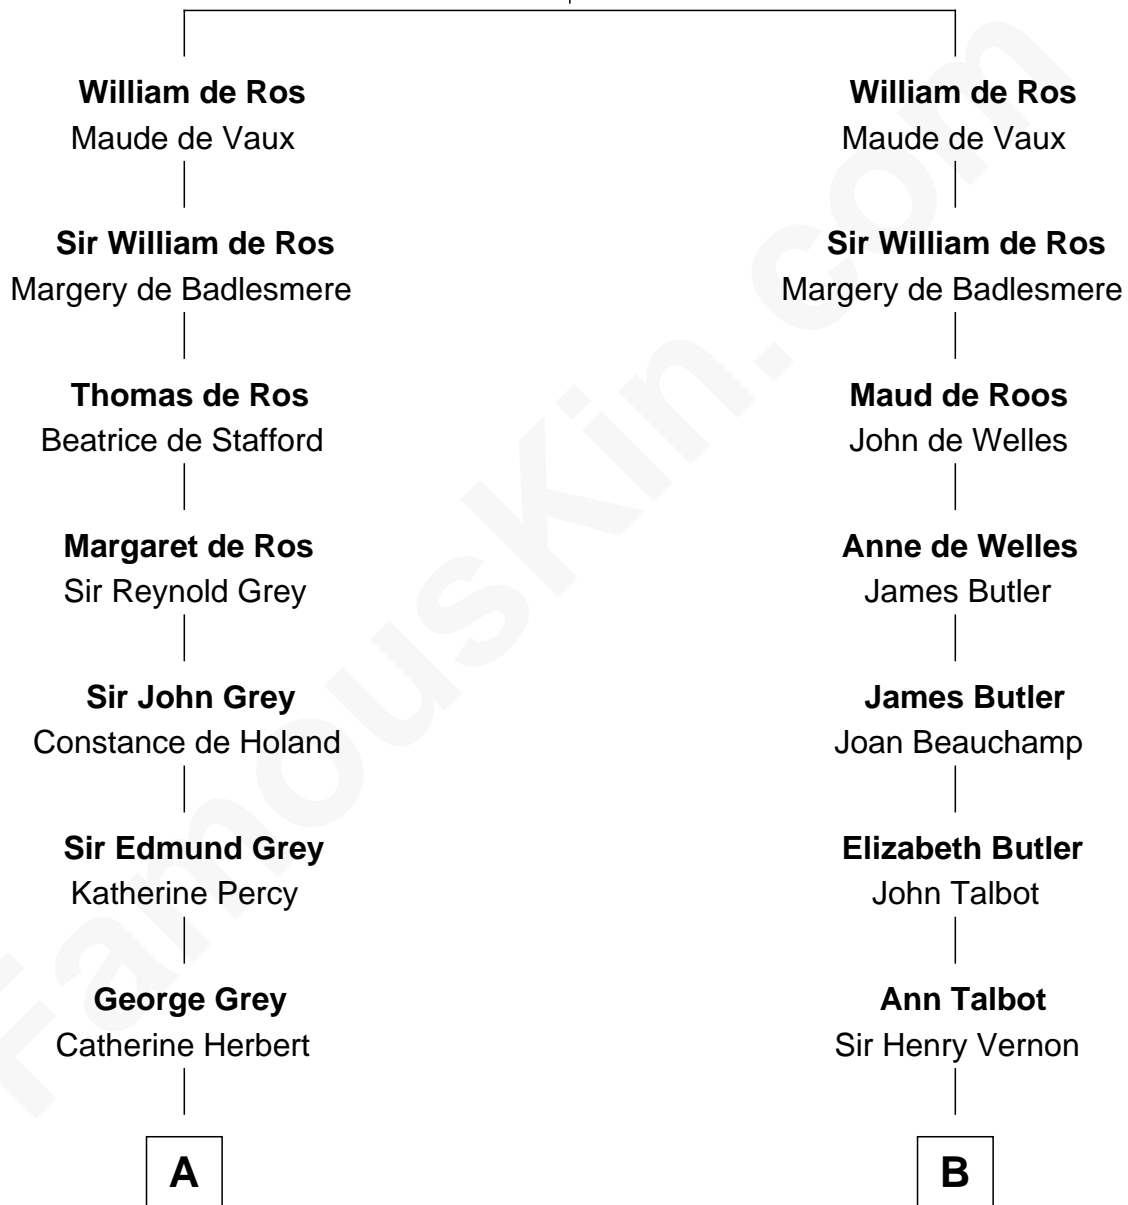 William de Ros
Maude de Vaux
Sir William de Ros
Margery de Badlesmere
Thomas de Ros
Beatrice de Stafford
Margaret de Ros
Sir Reynold Grey
Sir John Grey
Constance de Holand
Sir Edmund Grey
Katherine Percy
George Grey
Catherine Herbert
A
William de Ros
Maude de Vaux
Sir William de Ros
Margery de Badlesmere
Maud de Roos
John de Welles
Anne de Welles
James Butler
James Butler
Joan Beauchamp
Elizabeth Butler
John Talbot
Ann Talbot
Sir Henry Vernon
B
FamousKin.com